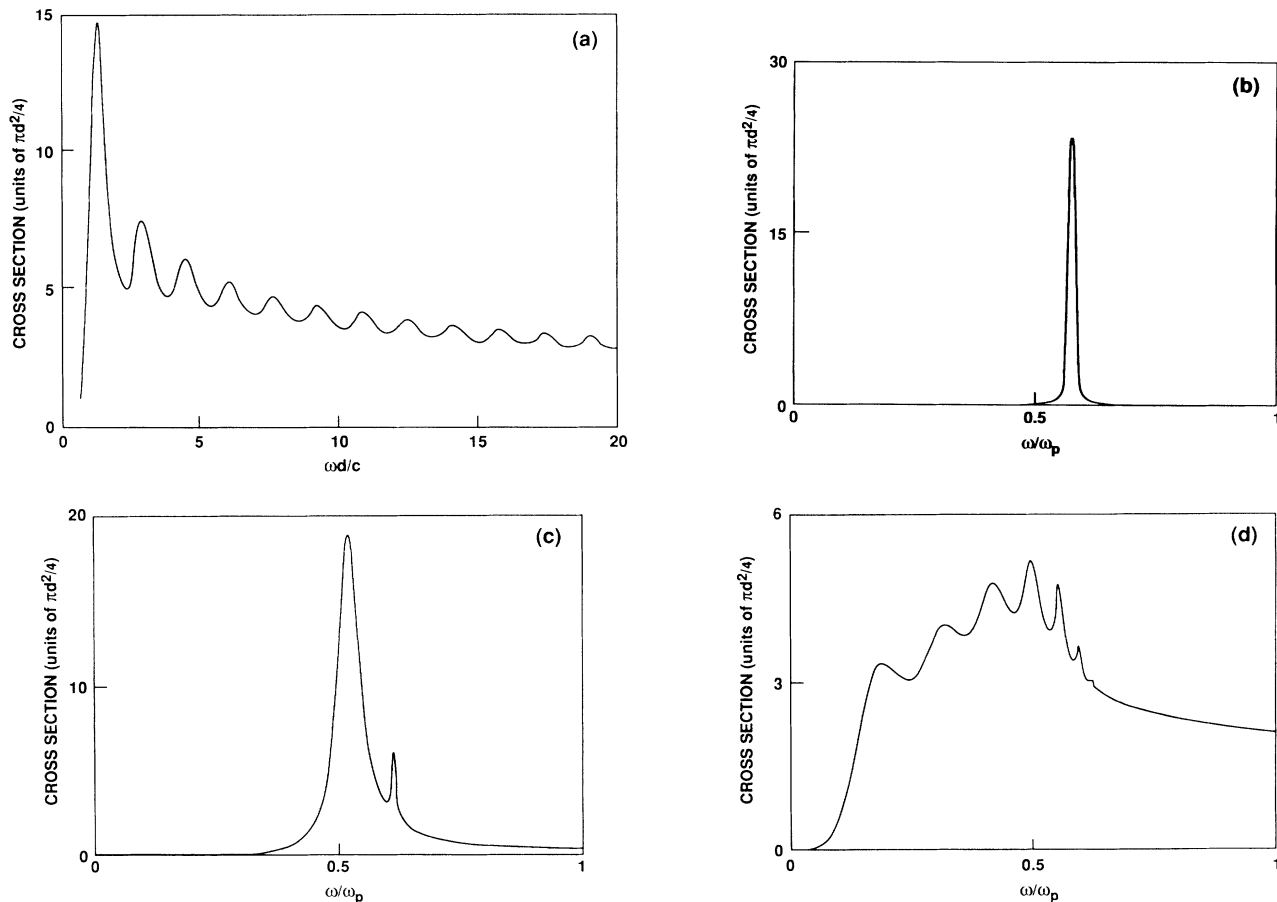 (a)
CROSS SECTION (units of πd²/4)
15
10
5
0
0 5 10 15 20
ωd/c
(b)
CROSS SECTION (units of πd²/4)
30
15
0
0 0.5 1
ω/ωp
(c)
CROSS SECTION (units of πd²/4)
20
10
0
0 0.5 1
ω/ωp
(d)
CROSS SECTION (units of πd²/4)
6
3
0
0 0.5 1
ω/ωp